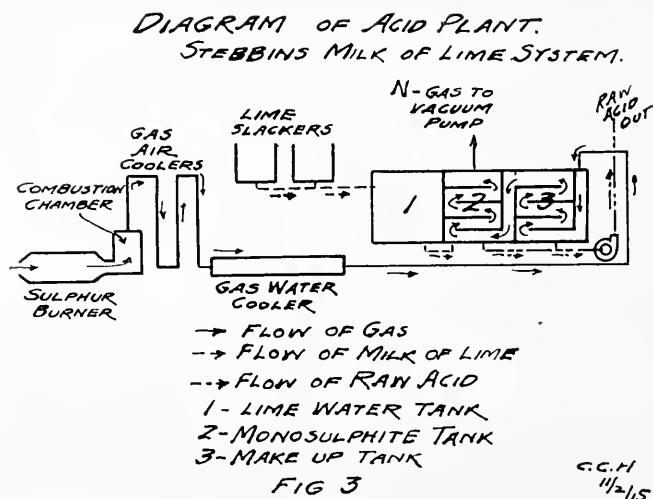 DIAGRAM OF ACID PLANT.
STEBBINS MILK OF LIME SYSTEM.
N-GAS TO
VACUUM
PUMP
RAW
ACID
OUT
LIME
SLACKERS
GAS
AIR
COOLERS
COMBUSTION
CHAMBER
1
2
3
SULPHUR
BURNER
GAS WATER
COOLER
→ FLOW OF GAS
--→ FLOW OF MILK OF LIME
--·→ FLOW OF RAW ACID
1 - LIME WATER TANK
2 - MONOSULPHITE TANK
3 - MAKE UP TANK
FIG 3
C.C.H
11/2/15